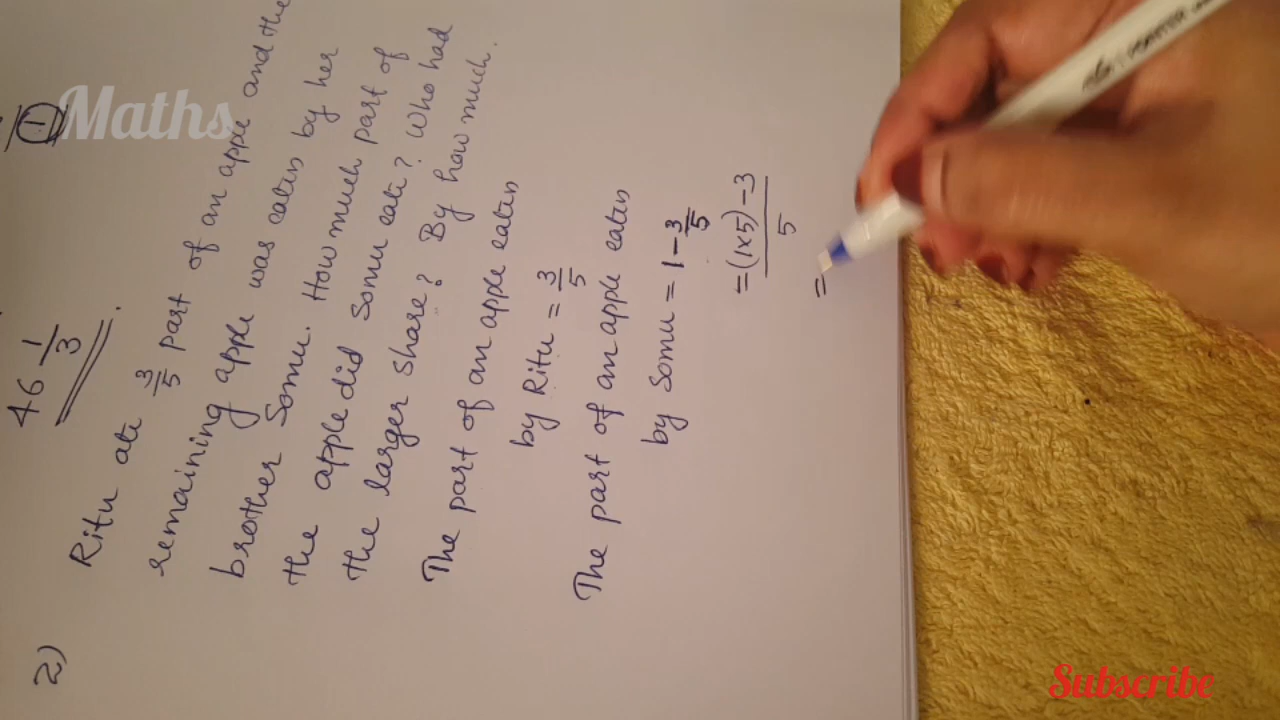 ①
Maths
46 1/3
2) Ritu ate 3/5 part of an apple and the
remaining apple was eaten by her
brother Somu. How much part of
the apple did Somu eat? Who had
the larger share? By how much.
The part of an apple eaten
by Ritu = 3/5
The part of an apple eaten
by Somu = 1 - 3/5
= (1×5) - 3 / 5
=
Subscribe